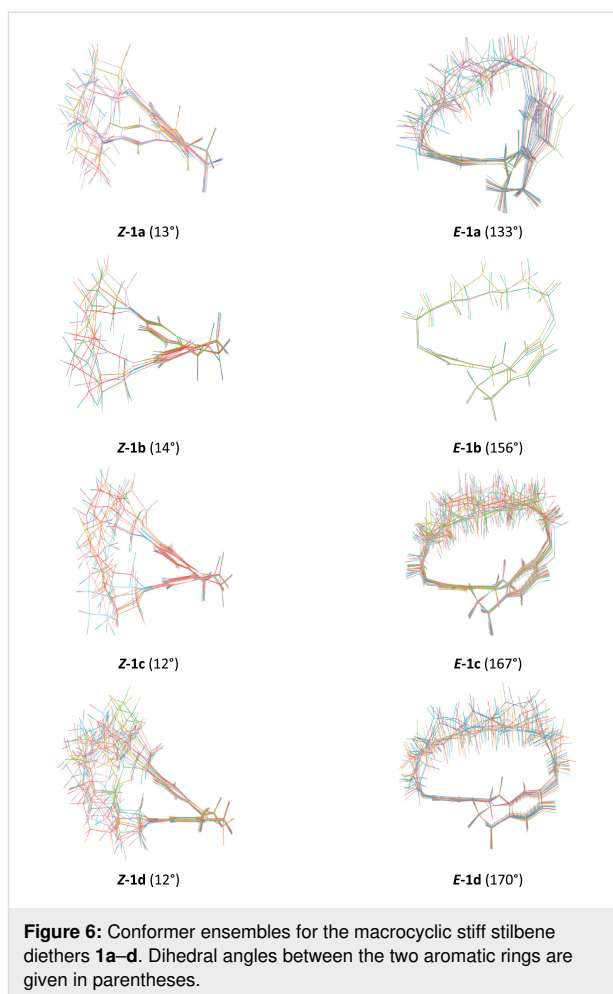 Z-1a (13°)
E-1a (133°)
Z-1b (14°)
E-1b (156°)
Z-1c (12°)
E-1c (167°)
Z-1d (12°)
E-1d (170°)
Figure 6: Conformer ensembles for the macrocyclic stiff stilbene
diethers 1a–d. Dihedral angles between the two aromatic rings are
given in parentheses.